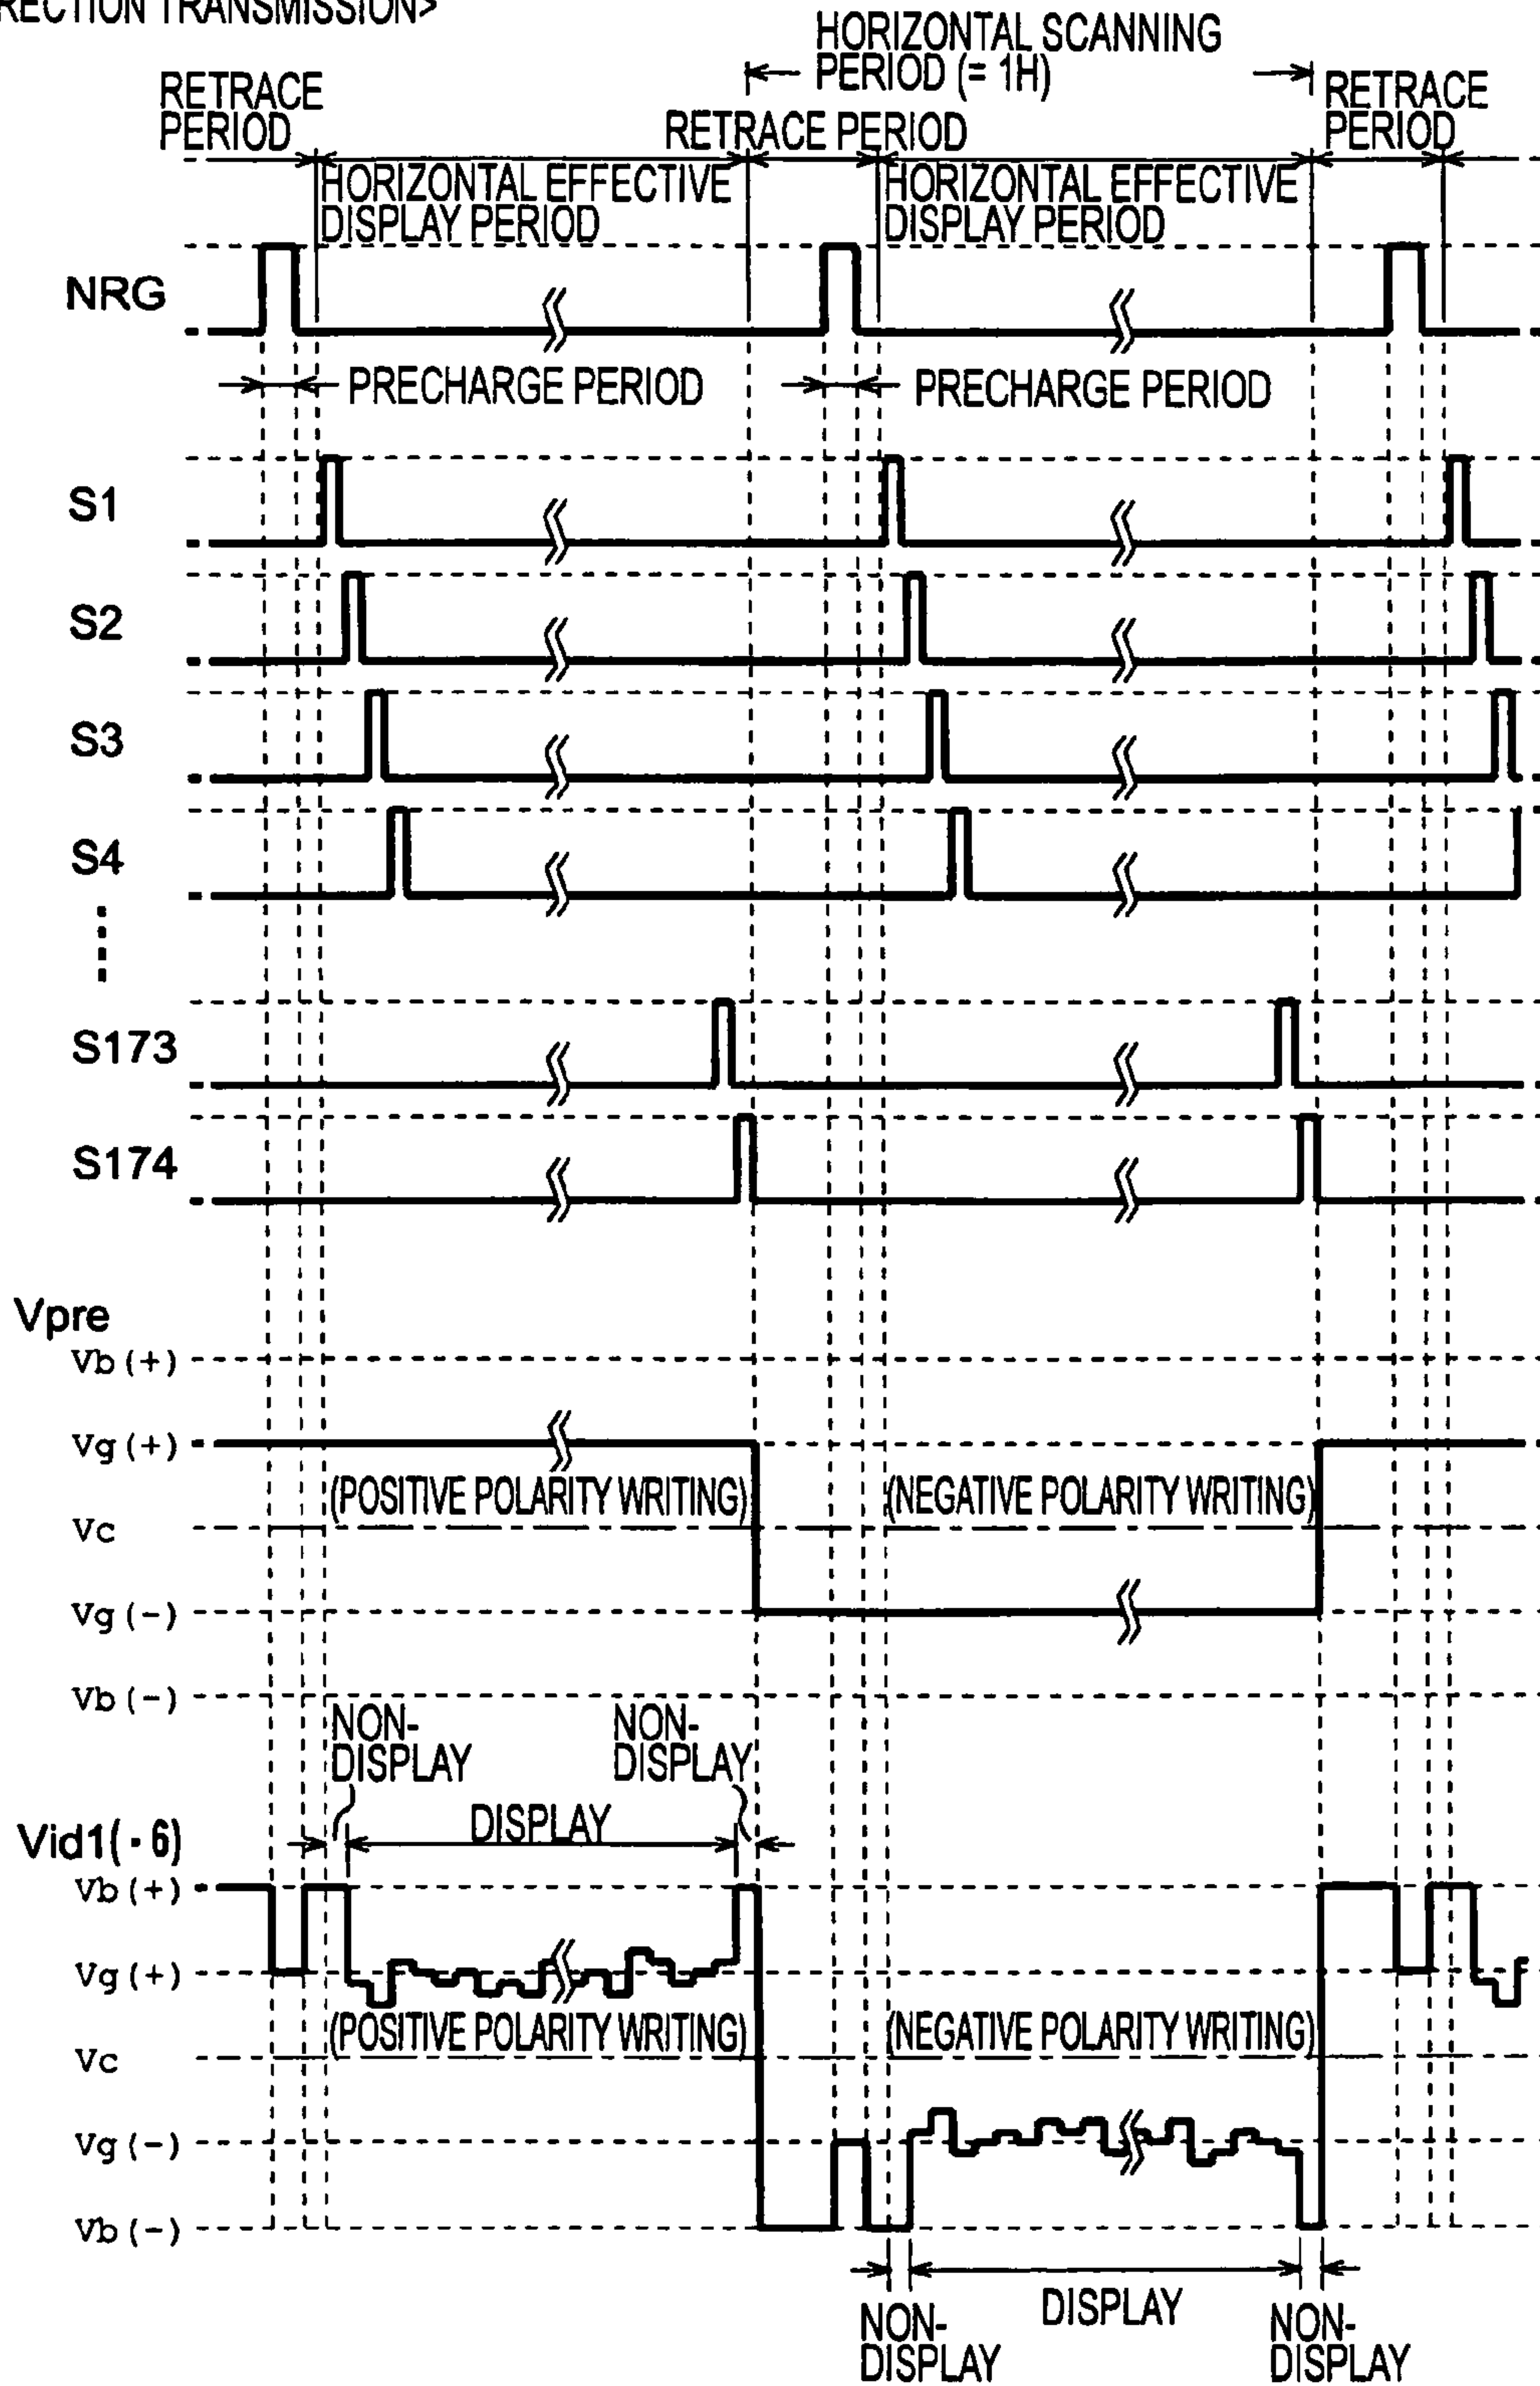 RECTION TRANSMISSION>
HORIZONTAL SCANNING
PERIOD (= 1H)
RETRACE
PERIOD
RETRACE PERIOD
RETRACE
PERIOD
HORIZONTAL EFFECTIVE
DISPLAY PERIOD
HORIZONTAL EFFECTIVE
DISPLAY PERIOD
NRG
PRECHARGE PERIOD
PRECHARGE PERIOD
S1
S2
S3
S4
S173
S174
Vpre
Vb (+)
Vg (+)
(POSITIVE POLARITY WRITING)
(NEGATIVE POLARITY WRITING)
Vc
Vg (-)
Vb (-)
NON-
DISPLAY
NON-
DISPLAY
DISPLAY
Vid1(・6)
Vb (+)
Vg (+)
(POSITIVE POLARITY WRITING)
(NEGATIVE POLARITY WRITING)
Vc
Vg (-)
Vb (-)
DISPLAY
NON-
DISPLAY
NON-
DISPLAY